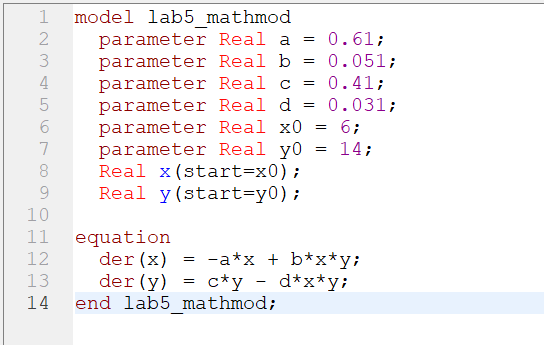 1 model lab5_mathmod
2   parameter Real a = 0.61;
3   parameter Real b = 0.051;
4   parameter Real c = 0.41;
5   parameter Real d = 0.031;
6   parameter Real x0 = 6;
7   parameter Real y0 = 14;
8   Real x(start=x0);
9   Real y(start=y0);
10
11 equation
12   der(x) = -a*x + b*x*y;
13   der(y) = c*y - d*x*y;
14 end lab5_mathmod;